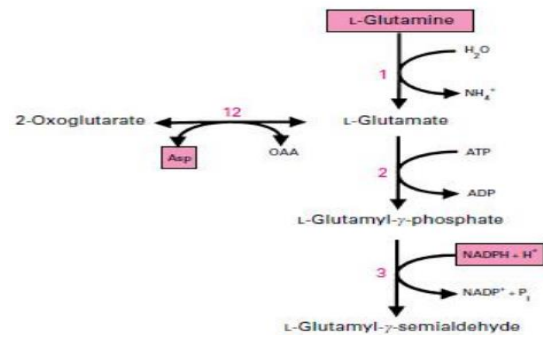 L-Glutamine
H₂O
1
NH₄⁺
12
2-Oxoglutarate
L-Glutamate
Asp
OAA
ATP
2
ADP
L-Glutamyl-γ-phosphate
NADPH + H⁺
3
NADP⁺ + Pᵢ
L-Glutamyl-γ-semialdehyde